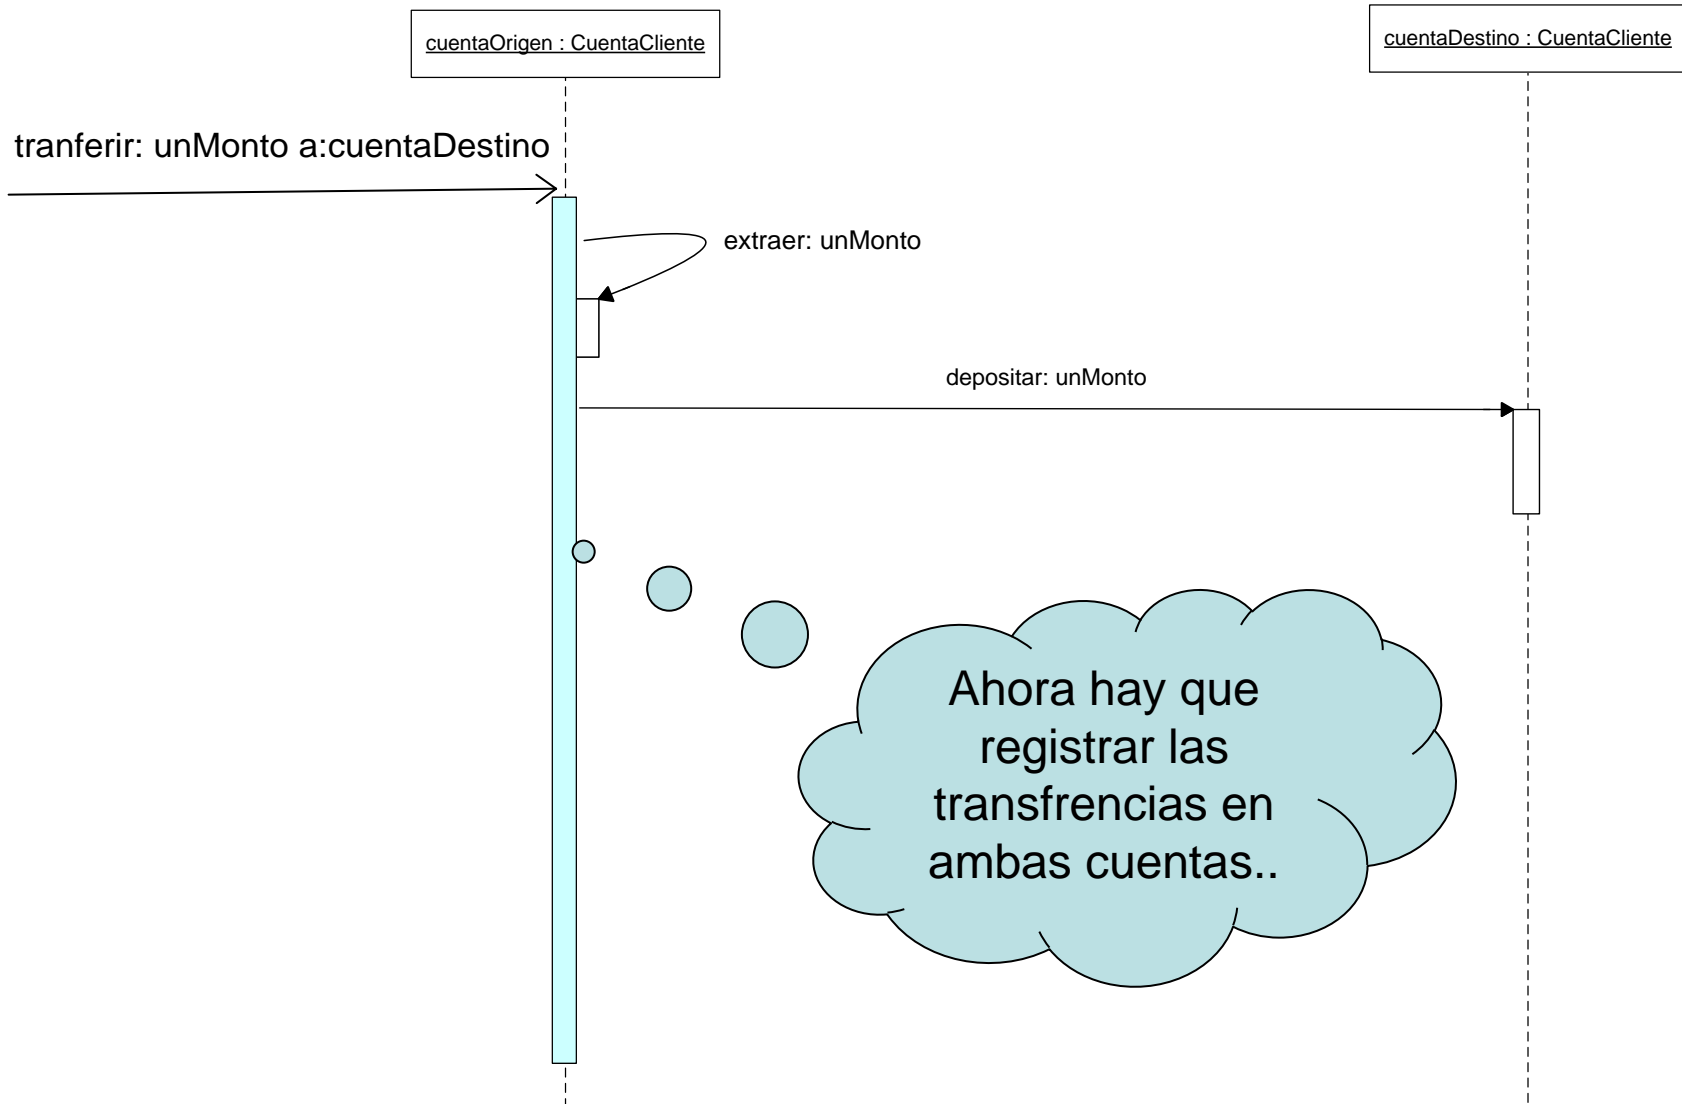 cuentaOrigen : CuentaCliente
cuentaDestino : CuentaCliente
tranferir: unMonto a:cuentaDestino
extraer: unMonto
depositar: unMonto
Ahora hay que
registrar las
transfrencias en
ambas cuentas..